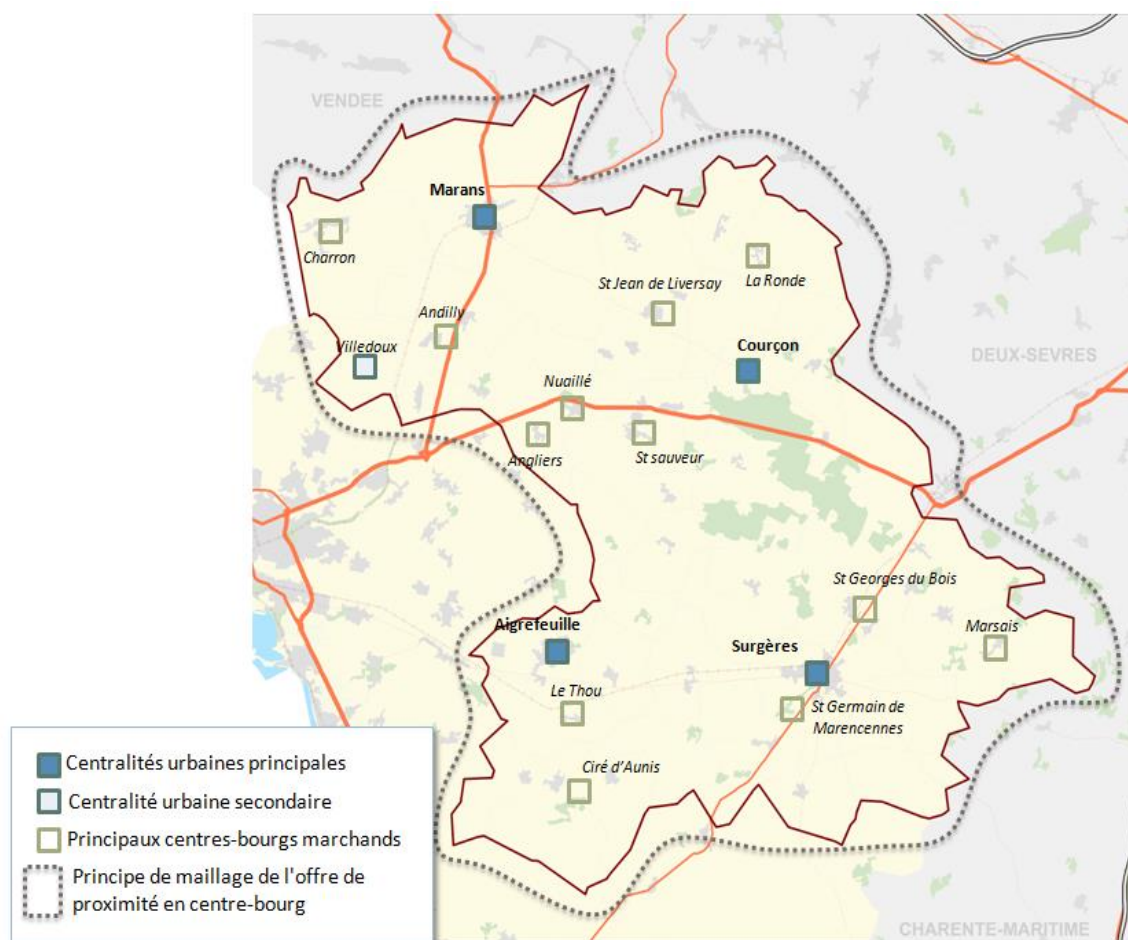 VENDEE
Marans
Charron
St Jean de Liversay
La Ronde
Andilly
Villedoux
Courçon
DEUX-SEVRES
Nuaillé
Angliers
St sauveur
St Georges du Bois
Aigrefeuille
Surgères
Marsais
Le Thou
St Germain de
Marencennes
Ciré d'Aunis
Centralités urbaines principales
Centralité urbaine secondaire
Principaux centres-bourgs marchands
Principe de maillage de l'offre de
proximité en centre-bourg
CHARENTE-MARITIME